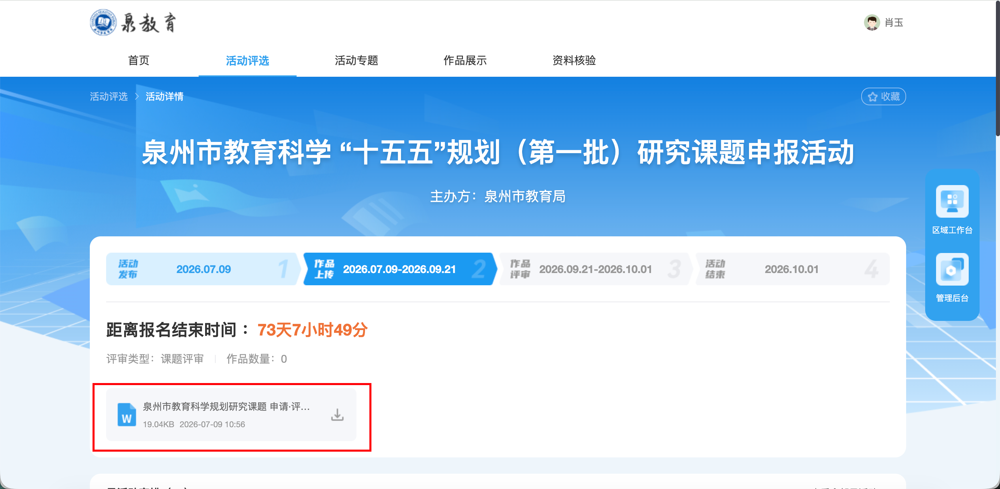 泉教育
肖玉
首页
活动评选
活动专题
作品展示
资料核验
活动评选 > 活动详情
收藏
泉州市教育科学 “十五五”规划（第一批）研究课题申报活动
主办方：泉州市教育局
区域工作台
管理后台
活动发布 2026.07.09 1
作品上传 2026.07.09-2026.09.21 2
作品评审 2026.09.21-2026.10.01 3
活动结束 2026.10.01 4
距离报名结束时间： 73天7小时49分
评审类型：课题评审 | 作品数量：0
W
泉州市教育科学规划研究课题 申请·评...
19.04KB 2026-07-09 10:56